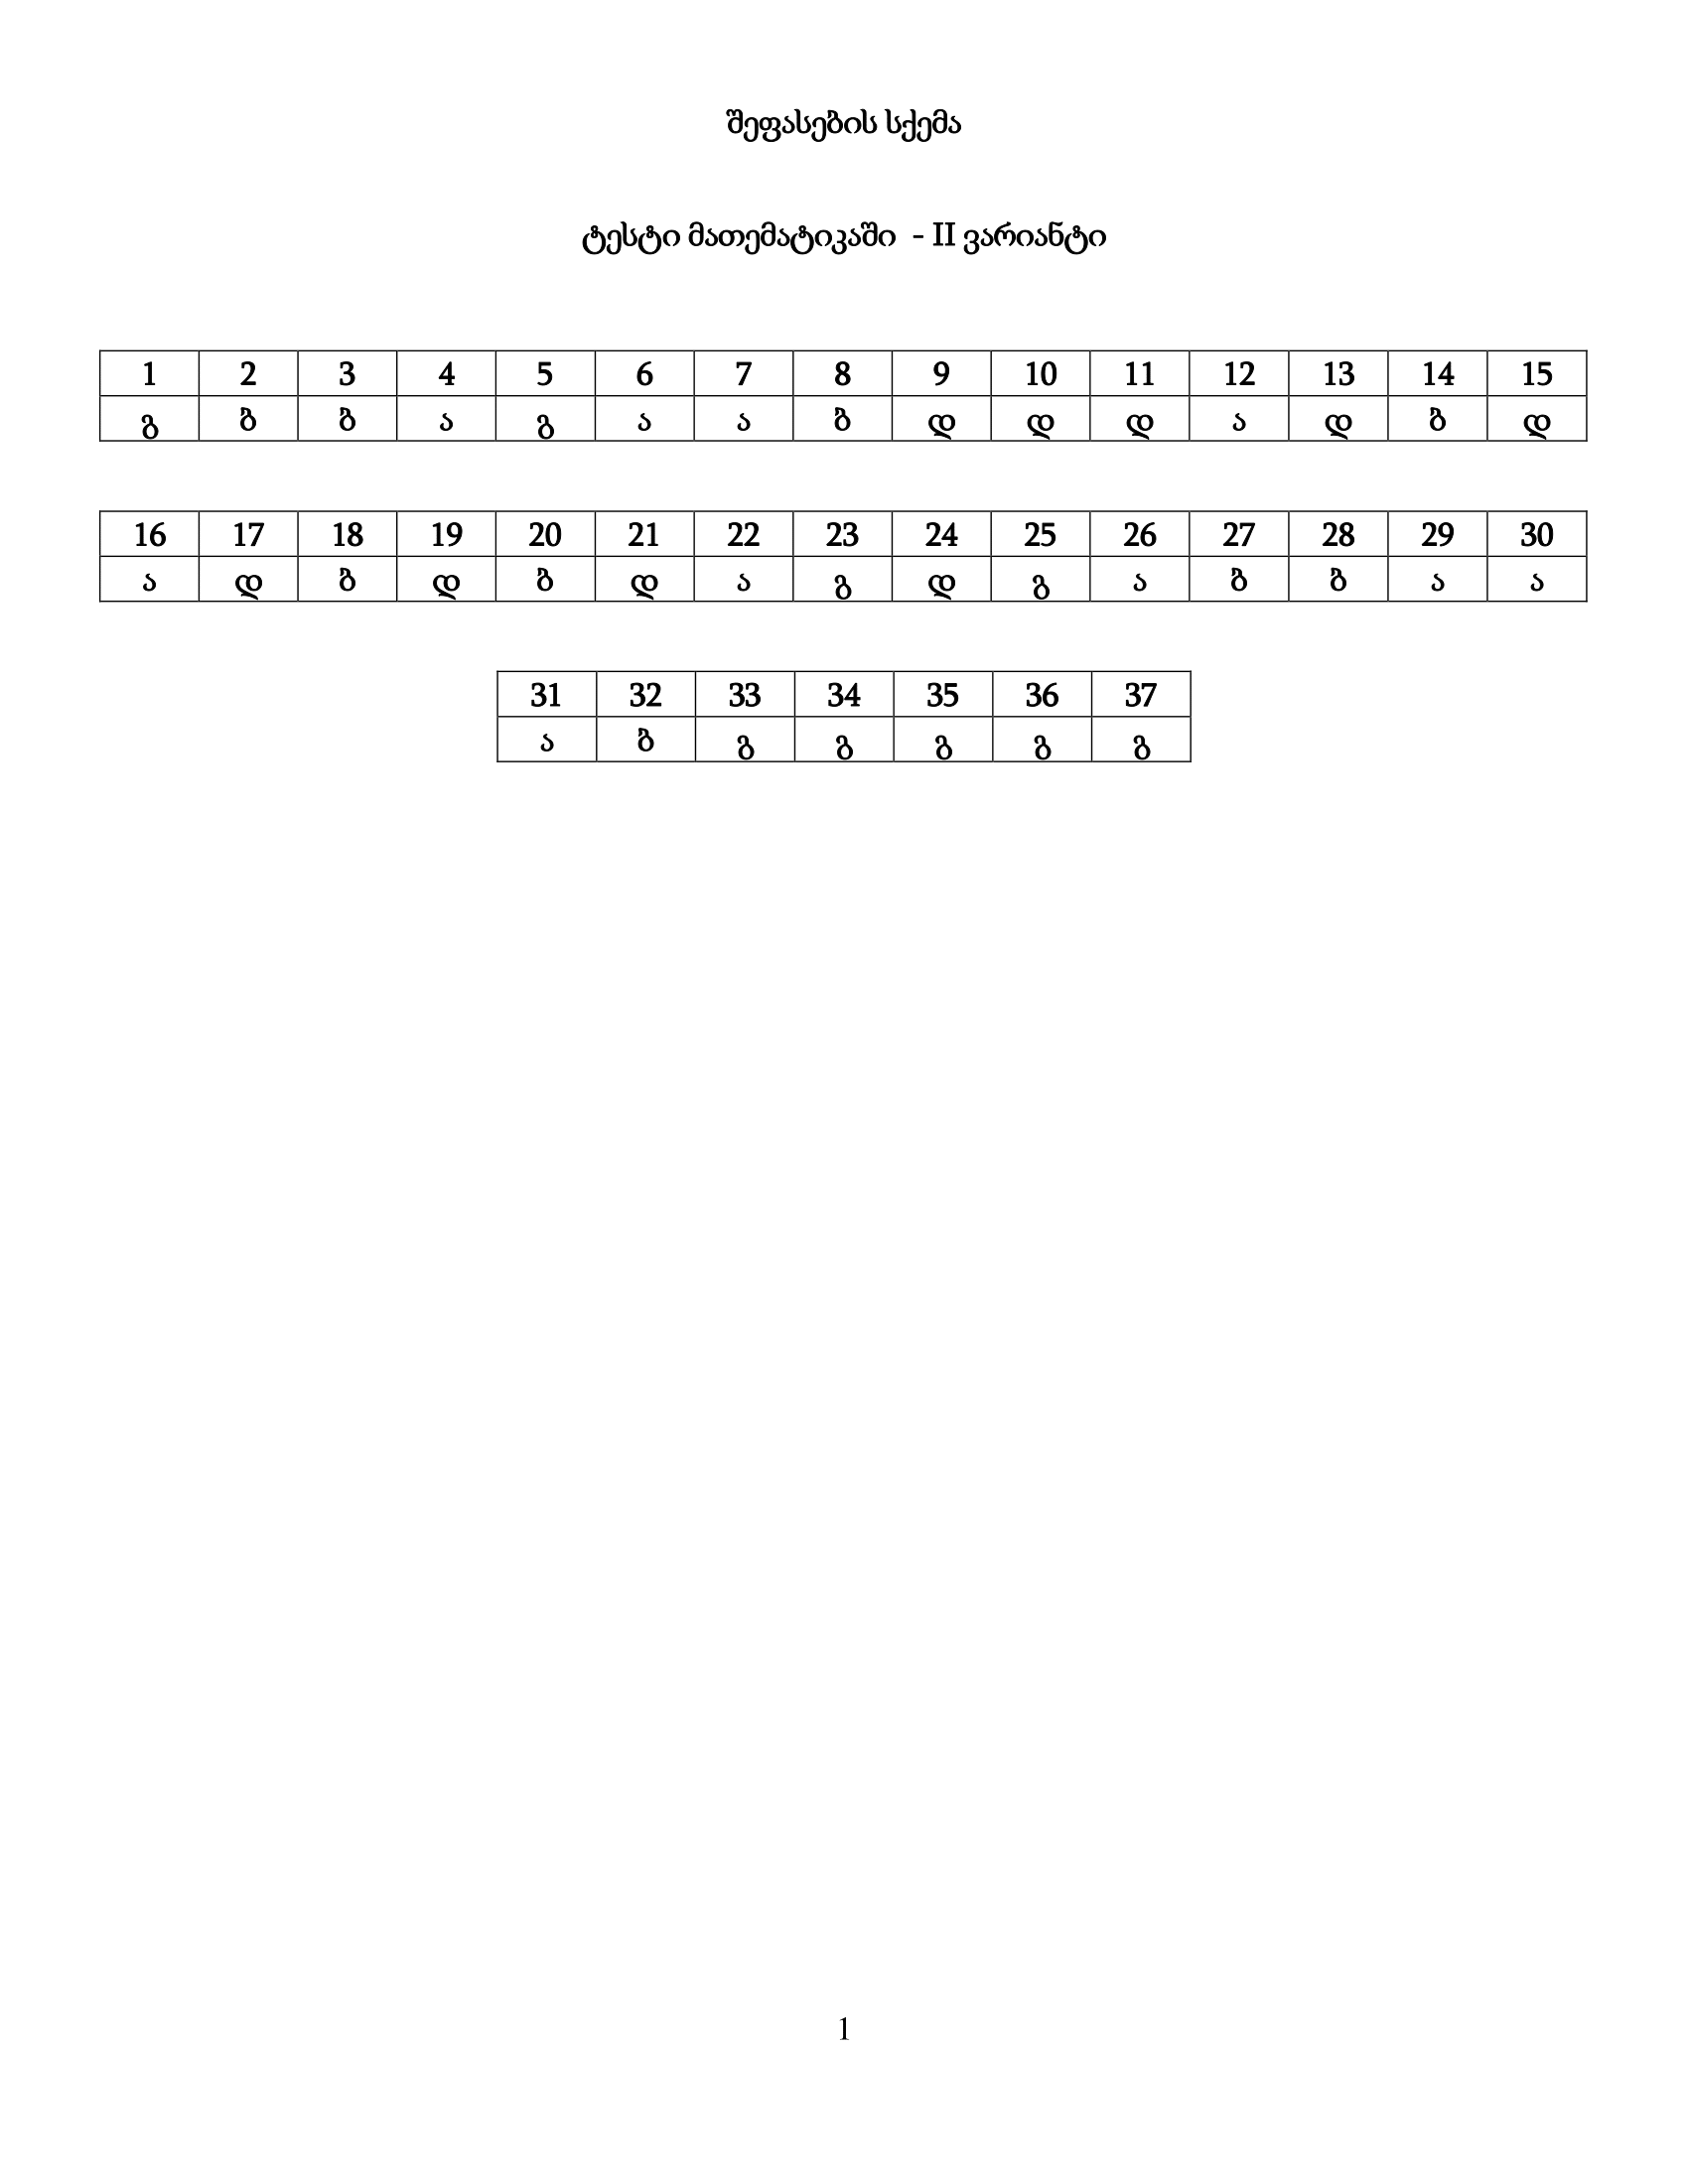 შეფასების სქემა
ტესტი მათემატიკაში - II ვარიანტი
1 2 3 4 5 6 7 8 9 10 11 12 13 14 15
გ ბ ბ ა გ ა ა ბ დ დ დ ა დ ბ დ
16 17 18 19 20 21 22 23 24 25 26 27 28 29 30
ა დ ბ დ ბ დ ა გ დ გ ა ბ ბ ა ა
31 32 33 34 35 36 37
ა ბ გ გ გ გ გ
1